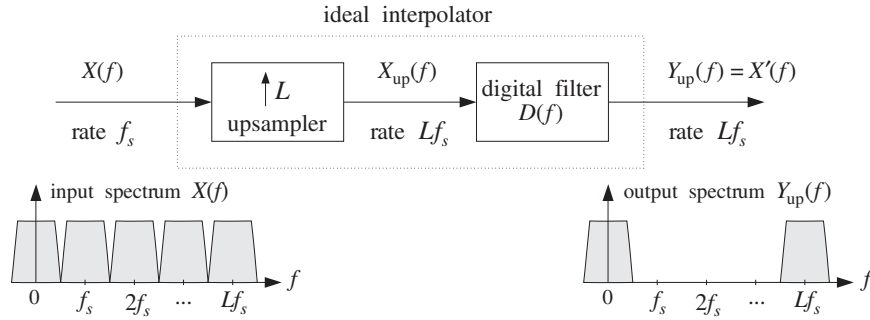 ideal interpolator
X(f)
rate f_s
↑ L
upsampler
X_up(f)
rate Lf_s
digital filter
D(f)
Y_up(f) = X′(f)
rate Lf_s
input spectrum X(f)
0 f_s 2f_s ... Lf_s f
output spectrum Y_up(f)
0 f_s 2f_s ... Lf_s f